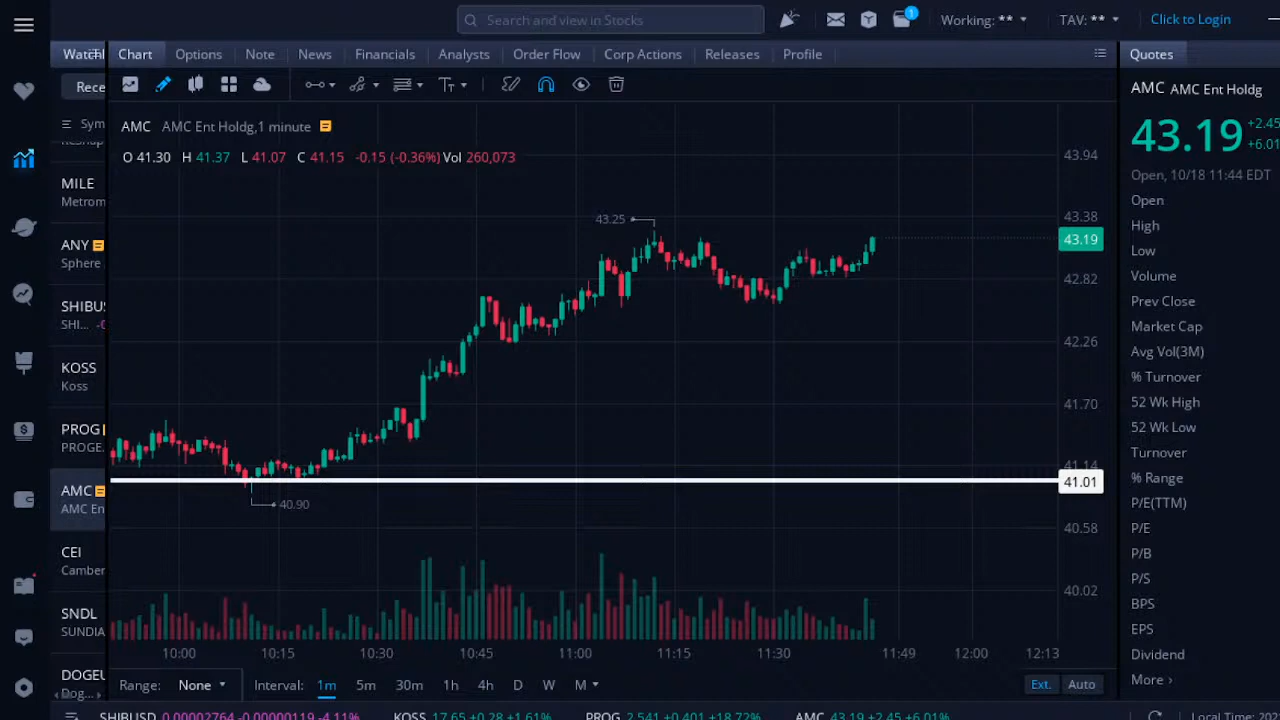 Search and view in Stocks
1
Working: **
TAV: **
Click to Login
Chart
Options
Note
News
Financials
Analysts
Order Flow
Corp Actions
Releases
Profile
Quotes
Rece
Sym
AMC AMC Ent Holdg,1 minute
O 41.30 H 41.37 L 41.07 C 41.15 -0.15 (-0.36%) Vol 260,073
AMC AMC Ent Holdg
43.19
+2.45
+6.01
Open, 10/18 11:44 EDT
Open
High
Low
Volume
Prev Close
Market Cap
Avg Vol(3M)
% Turnover
52 Wk High
52 Wk Low
Turnover
% Range
P/E(TTM)
P/E
P/B
P/S
BPS
EPS
Dividend
More ›
MILE
Metrom
ANY
Sphere
SHIBUS
SHI...
KOSS
Koss
PROG
PROGE.
AMC
AMC En
CEI
Camber
SNDL
SUNDIA
DOGEU
Dog...
43.25
40.90
43.94
43.38
43.19
42.82
42.26
41.70
41.14
41.01
40.58
40.02
10:00
10:15
10:30
10:45
11:00
11:15
11:30
11:49
12:00
12:13
Range: None
Interval: 1m 5m 30m 1h 4h D W M
Ext. Auto
SHIBUSD 0.00002764 -0.00000119 -4.11% KOSS 17.65 +0.28 +1.61% PROG 2.541 +0.401 +18.72% AMC 43.19 +2.45 +6.01%
Local Time: 202